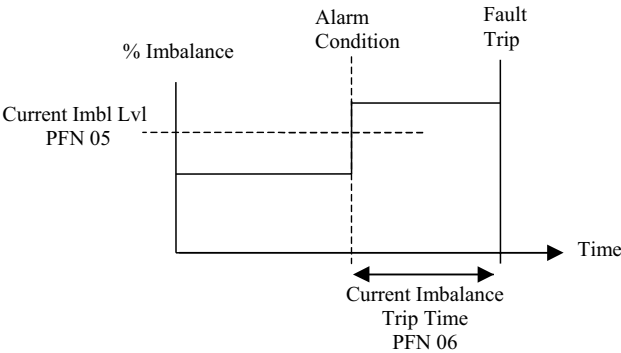 Alarm
Condition
Fault
Trip
% Imbalance
Current Imbl Lvl
PFN 05
Time
Current Imbalance
Trip Time
PFN 06